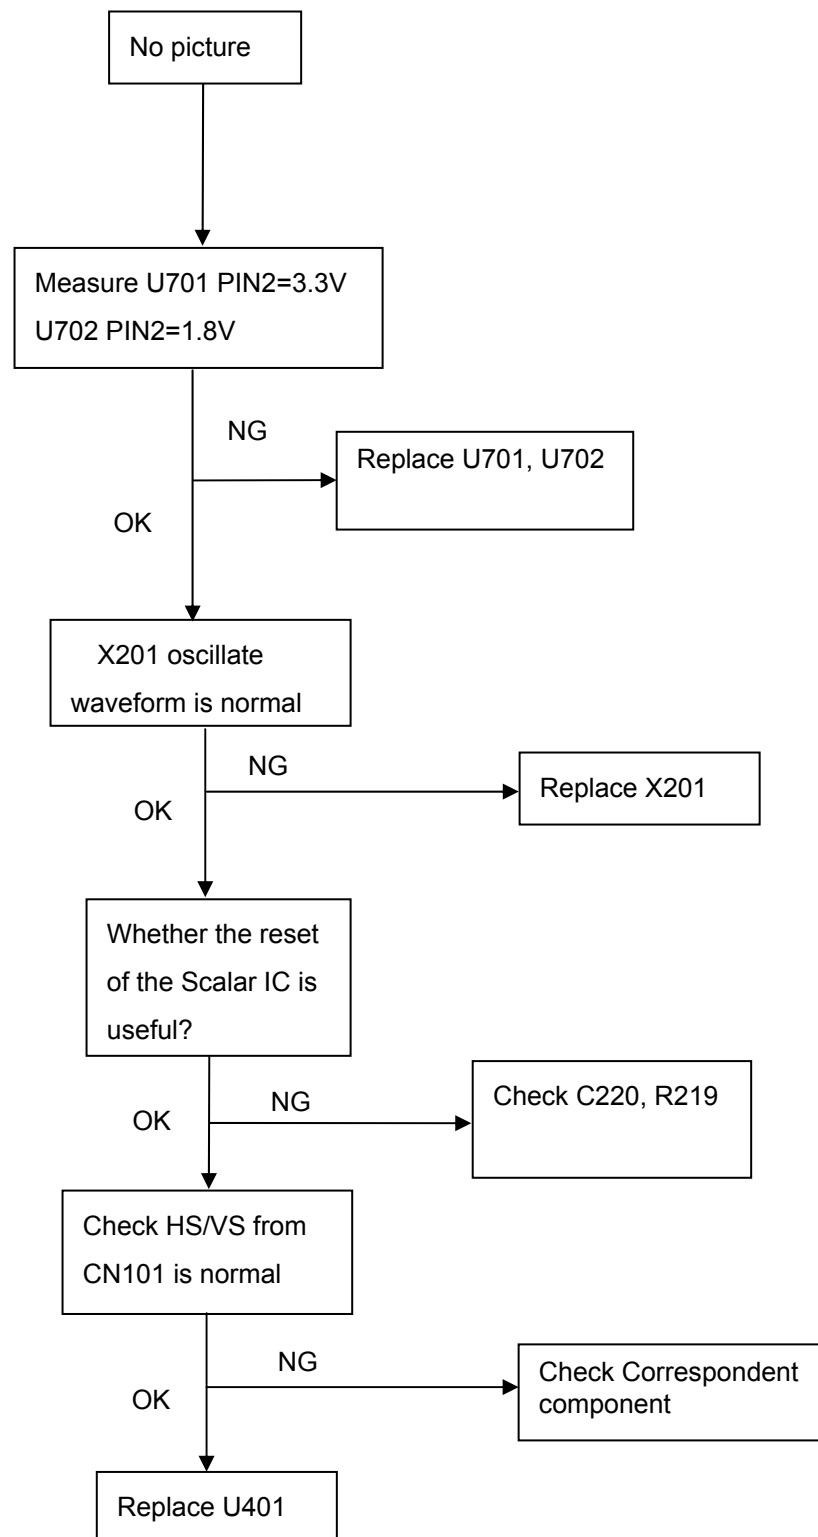 No picture
Measure U701 PIN2=3.3V
U702 PIN2=1.8V
NG
Replace U701, U702
OK
X201 oscillate
waveform is normal
NG
Replace X201
OK
Whether the reset
of the Scalar IC is
useful?
NG
Check C220, R219
OK
Check HS/VS from
CN101 is normal
NG
Check Correspondent
component
OK
Replace U401